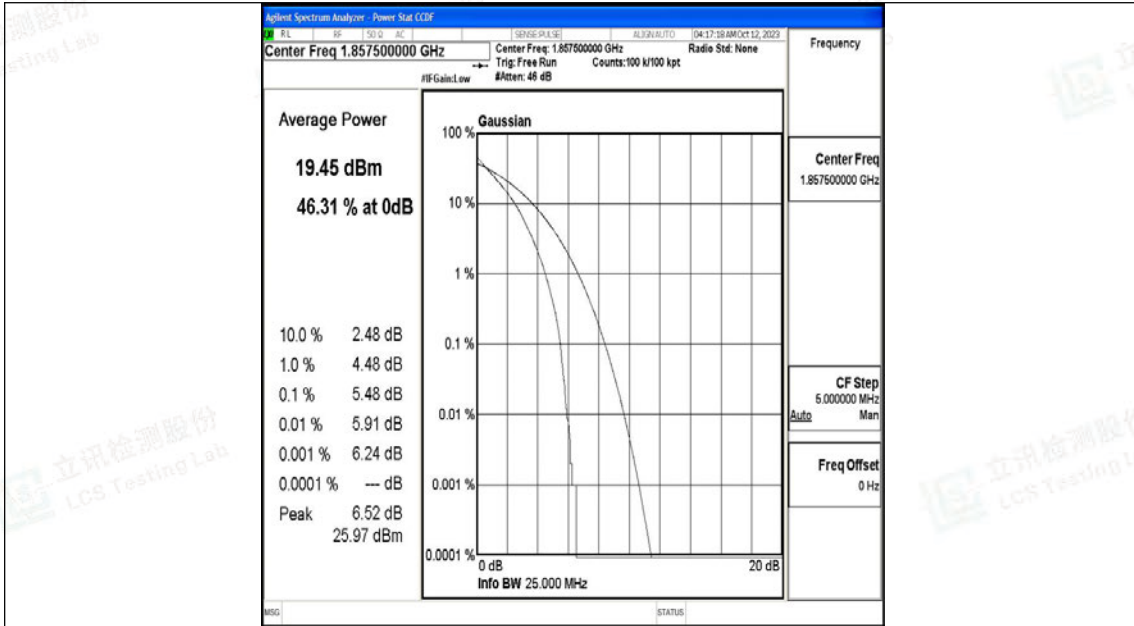 Agilent Spectrum Analyzer - Power Stat CCDF
RL RF 50 Ω AC SENSE:PULSE ALIGNAUTO 04:17:18 AM Oct 12, 2023
Center Freq 1.857500000 GHz
Center Freq: 1.857500000 GHz Radio Std: None
Trig: Free Run Counts:100 k/100 kpt
#IFGain:Low #Atten: 46 dB
Frequency
Average Power
19.45 dBm
46.31 % at 0dB
10.0 % 2.48 dB
1.0 % 4.48 dB
0.1 % 5.48 dB
0.01 % 5.91 dB
0.001 % 6.24 dB
0.0001 % --- dB
Peak 6.52 dB
25.97 dBm
Gaussian
100 %
10 %
1 %
0.1 %
0.01 %
0.001 %
0.0001 %
0 dB 20 dB
Info BW 25.000 MHz
Center Freq
1.857500000 GHz
CF Step
5.000000 MHz
Auto Man
Freq Offset
0 Hz
MSG STATUS
立讯检测股份
LCS Testing Lab
立讯检测股份
LCS Testing